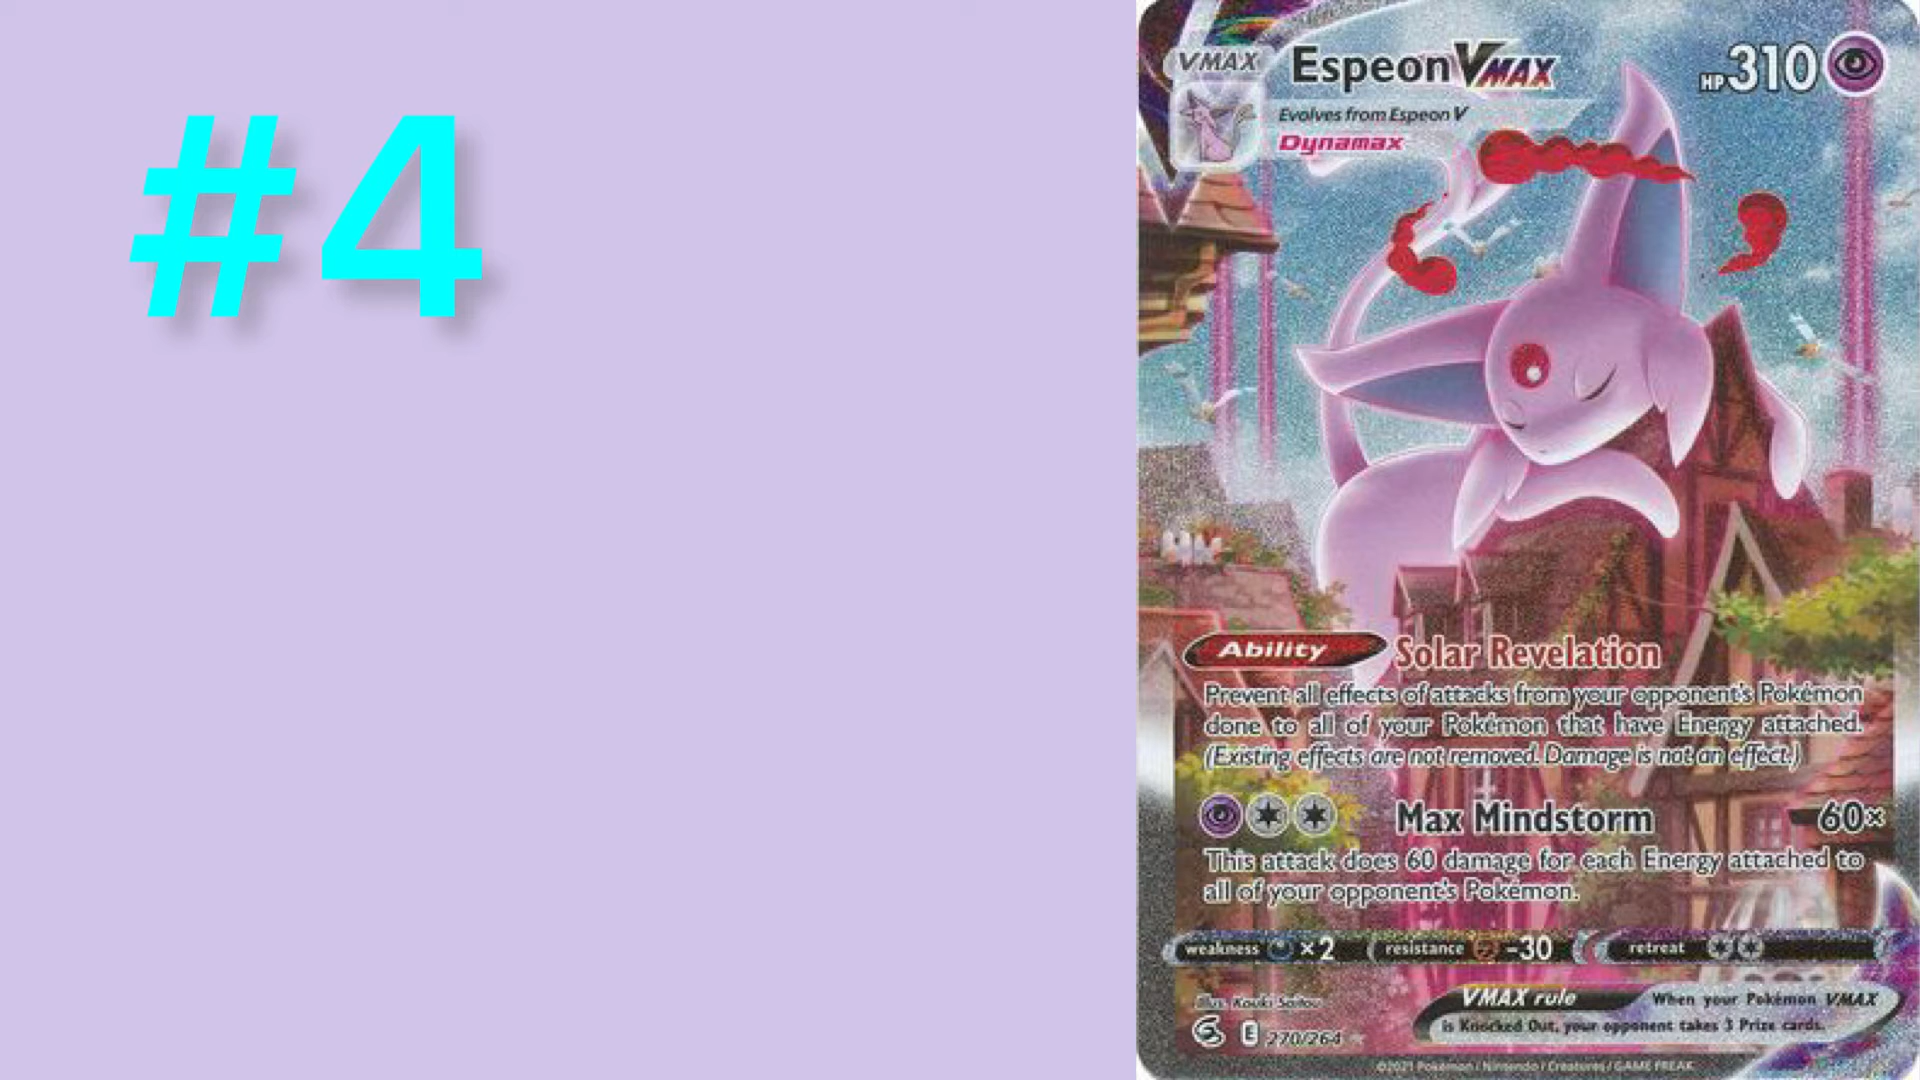 #4
VMAX
EspeonVMAX
HP310
Evolves from Espeon V
Dynamax
Ability Solar Revelation
Prevent all effects of attacks from your opponent's Pokémon
done to all of your Pokémon that have Energy attached.
(Existing effects are not removed. Damage is not an effect.)
Max Mindstorm 60×
This attack does 60 damage for each Energy attached to
all of your opponent's Pokémon.
weakness ×2 resistance -30 retreat
Illus. Kouki Saitou
VMAX rule When your Pokémon VMAX
is Knocked Out, your opponent takes 3 Prize cards.
E 270/264
©2021 Pokémon / Nintendo / Creatures / GAME FREAK